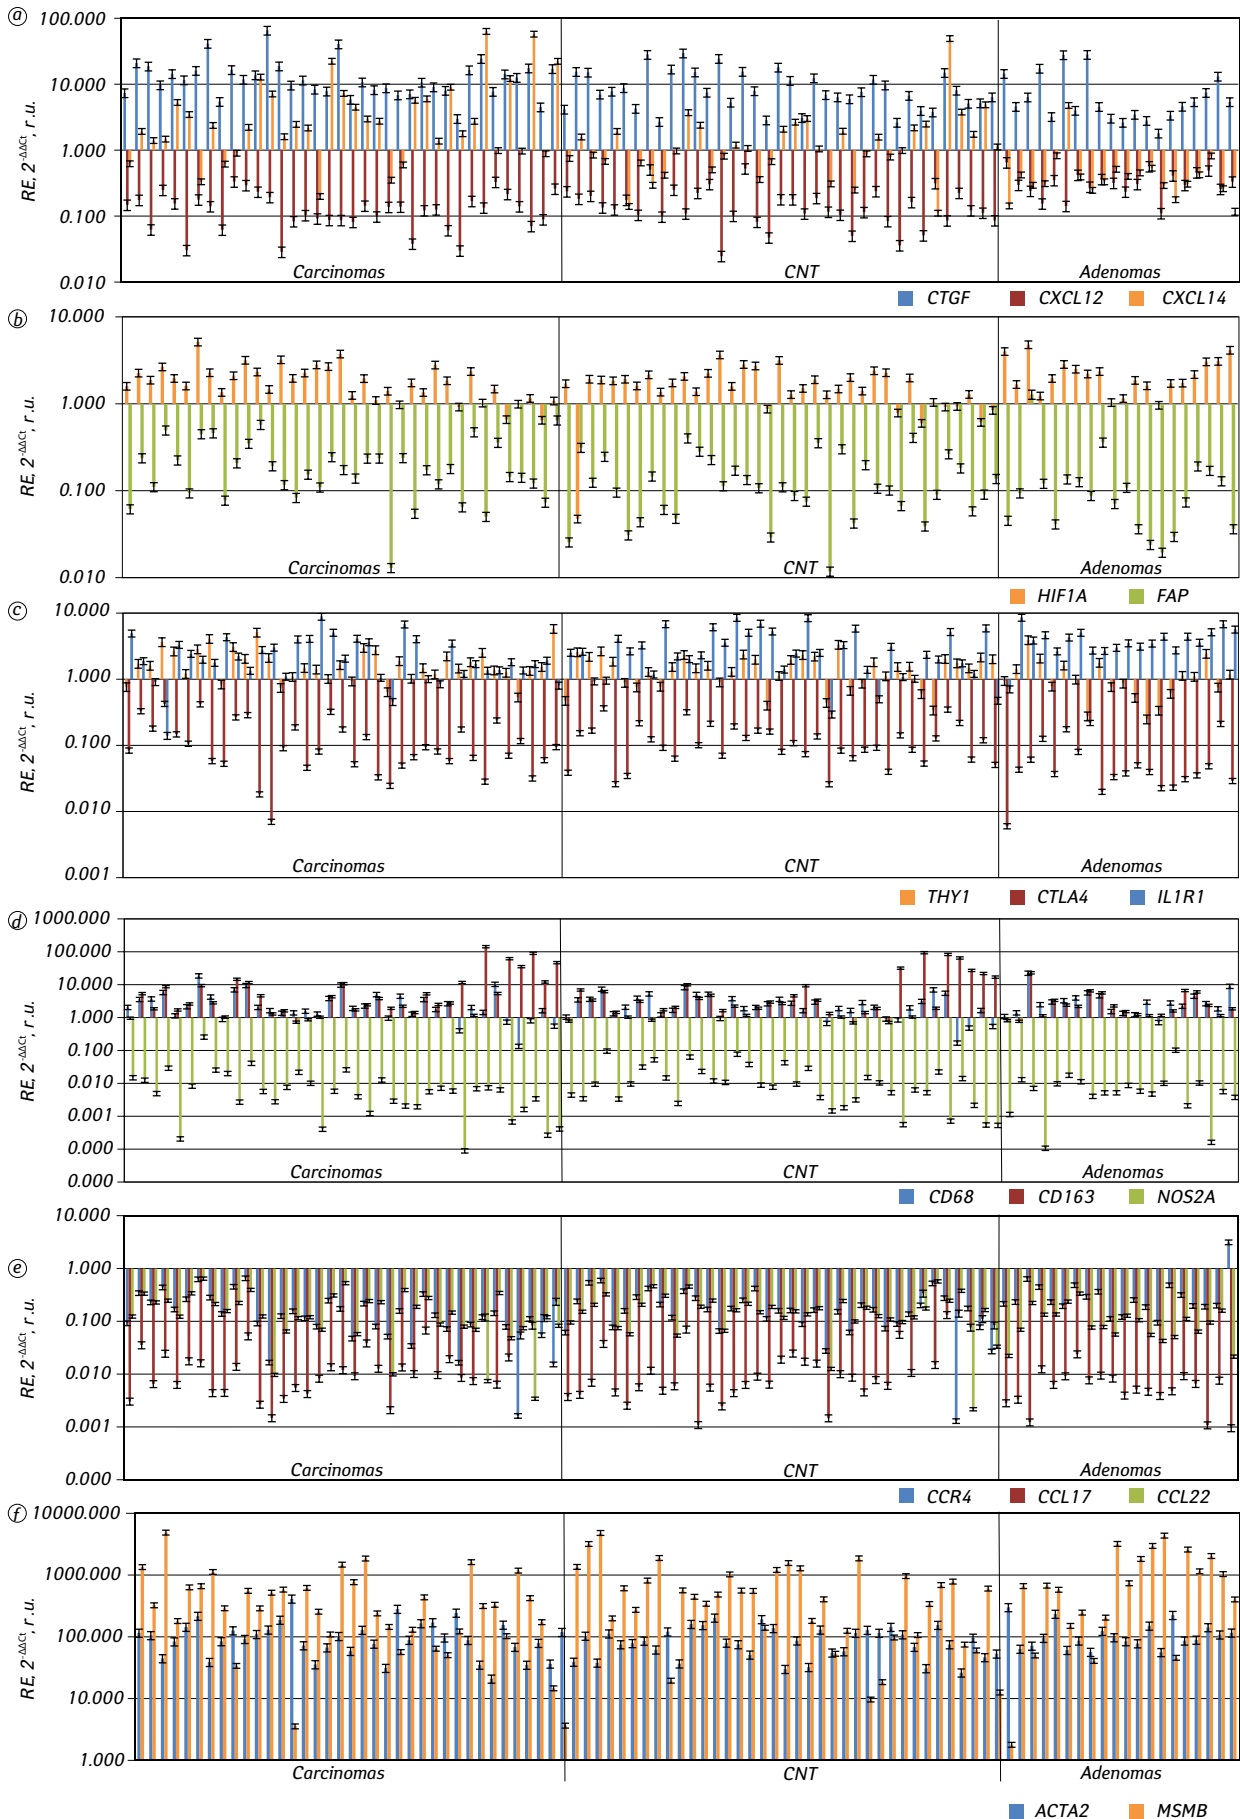 a
100.000
10.000
1.000
0.100
0.010
RE, 2^-ΔΔCt, r.u.
Carcinomas CNT Adenomas
CTGF CXCL12 CXCL14
b
10.000
1.000
0.100
0.010
RE, 2^-ΔΔCt, r.u.
Carcinomas CNT Adenomas
HIF1A FAP
c
10.000
1.000
0.100
0.010
0.001
RE, 2^-ΔΔCt, r.u.
Carcinomas CNT Adenomas
THY1 CTLA4 IL1R1
d
1000.000
100.000
10.000
1.000
0.100
0.010
0.001
0.000
0.000
RE, 2^-ΔΔCt, r.u.
Carcinomas CNT Adenomas
CD68 CD163 NOS2A
e
10.000
1.000
0.100
0.010
0.001
0.000
RE, 2^-ΔΔCt, r.u.
Carcinomas CNT Adenomas
CCR4 CCL17 CCL22
f
10000.000
1000.000
100.000
10.000
1.000
RE, 2^-ΔΔCt, r.u.
Carcinomas CNT Adenomas
ACTA2 MSMB